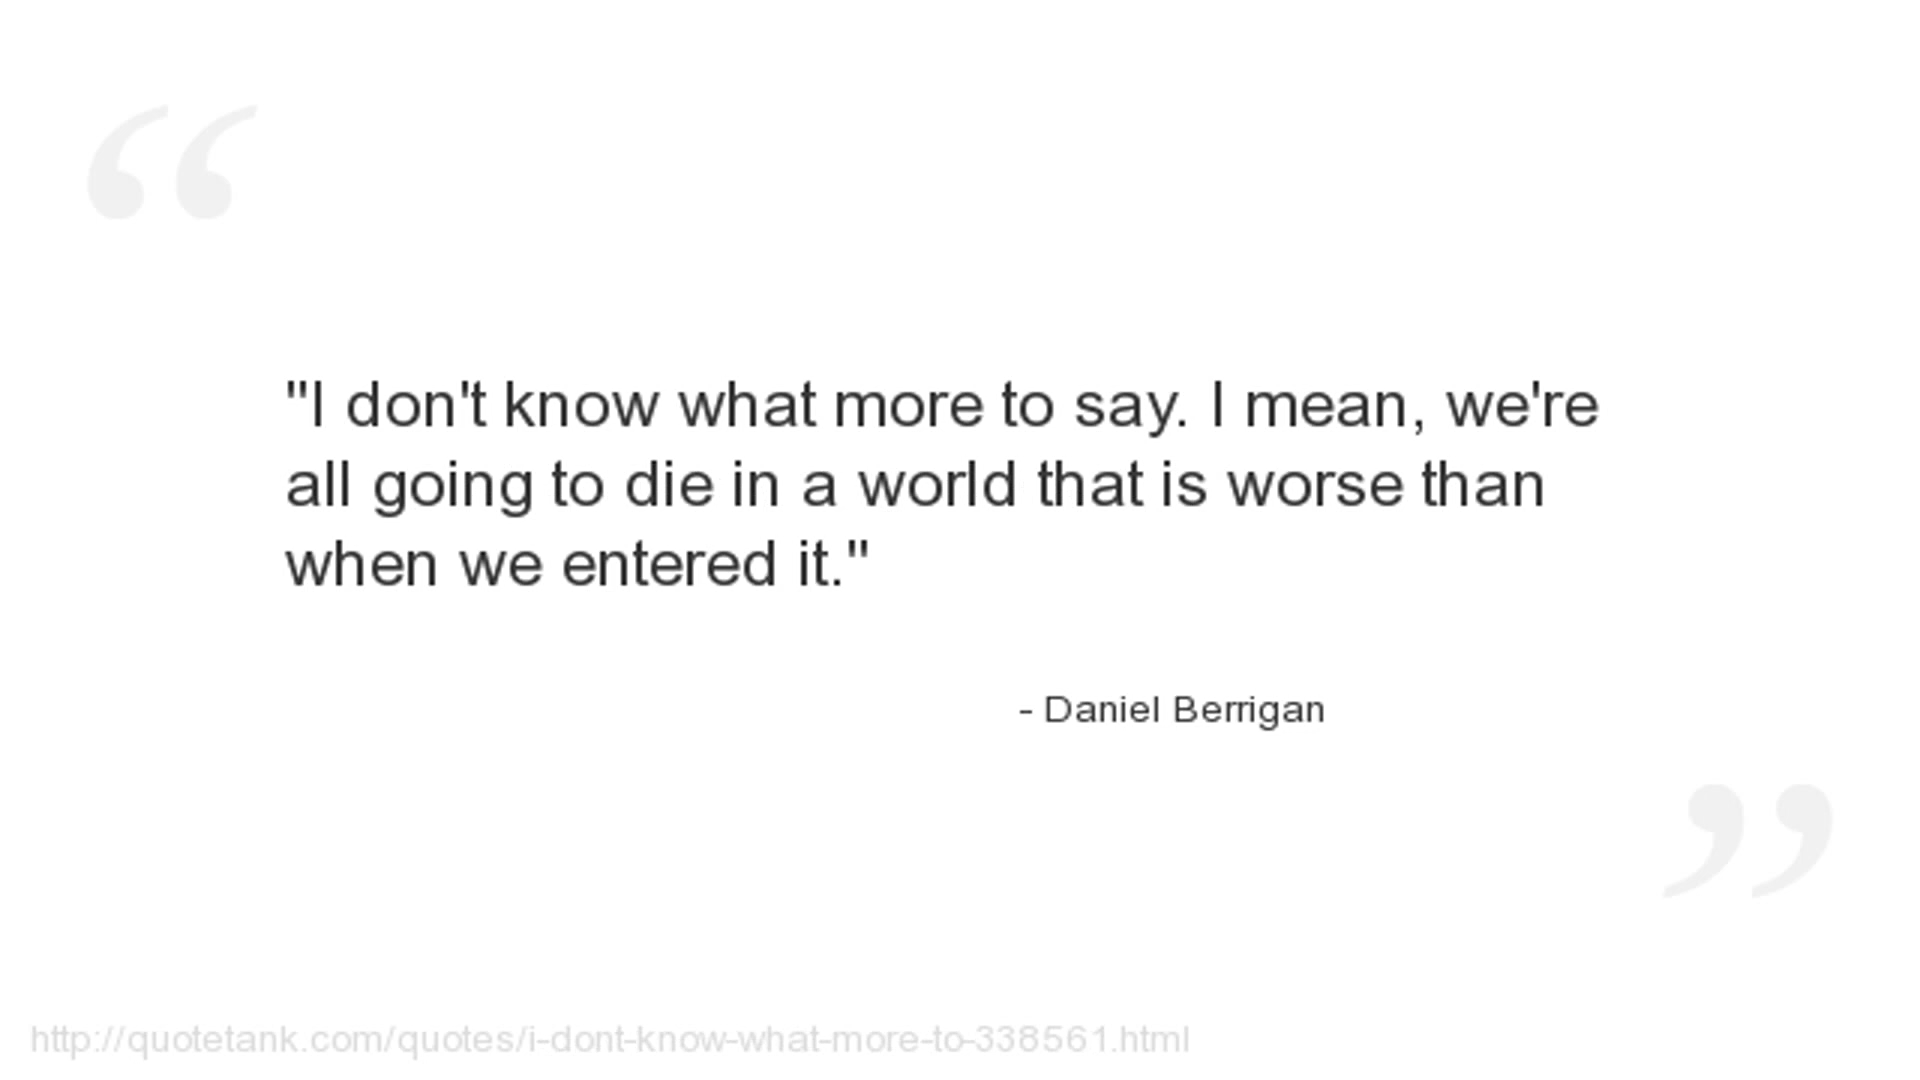 "I don't know what more to say. I mean, we're
all going to die in a world that is worse than
when we entered it."
- Daniel Berrigan
http://quotetank.com/quotes/i-dont-know-what-more-to-338561.html